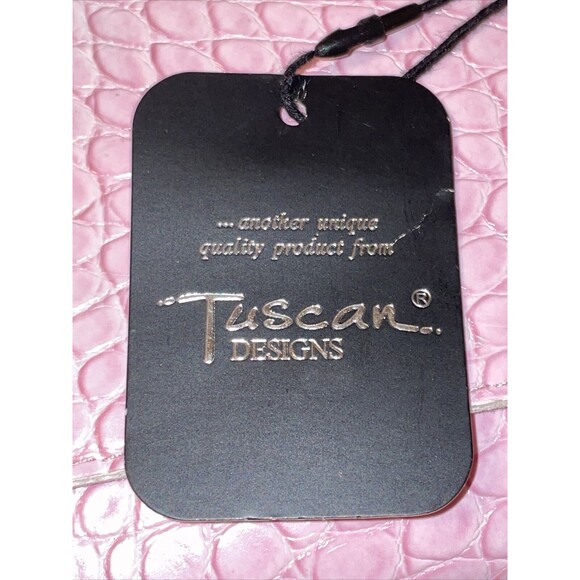 ...another unique
quality product from
Tuscan®
DESIGNS